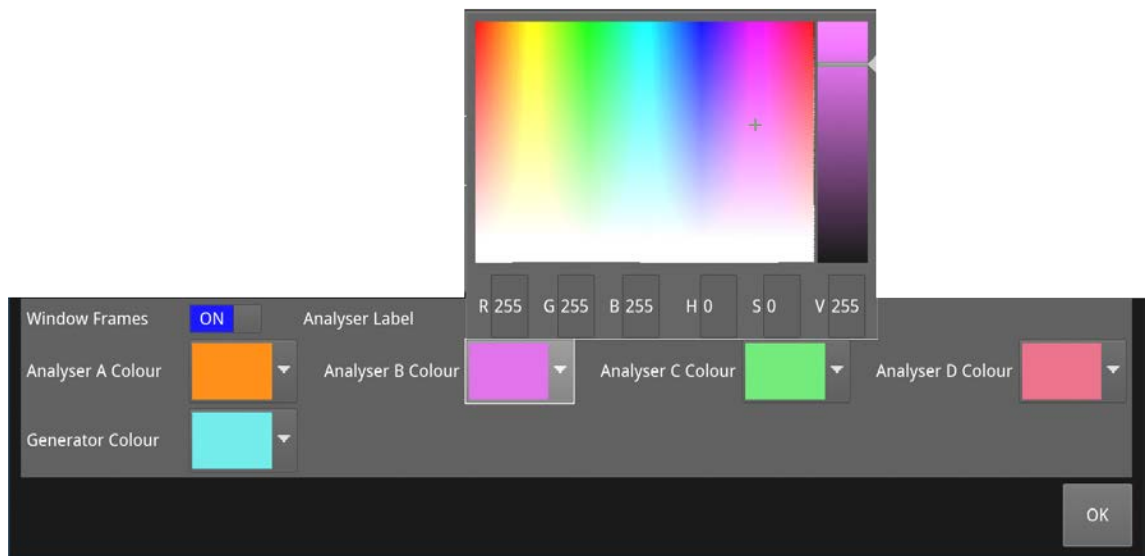 R 255 G 255 B 255 H 0 S 0 V 255
Window Frames ON Analyser Label
Analyser A Colour Analyser B Colour Analyser C Colour Analyser D Colour
Generator Colour
OK